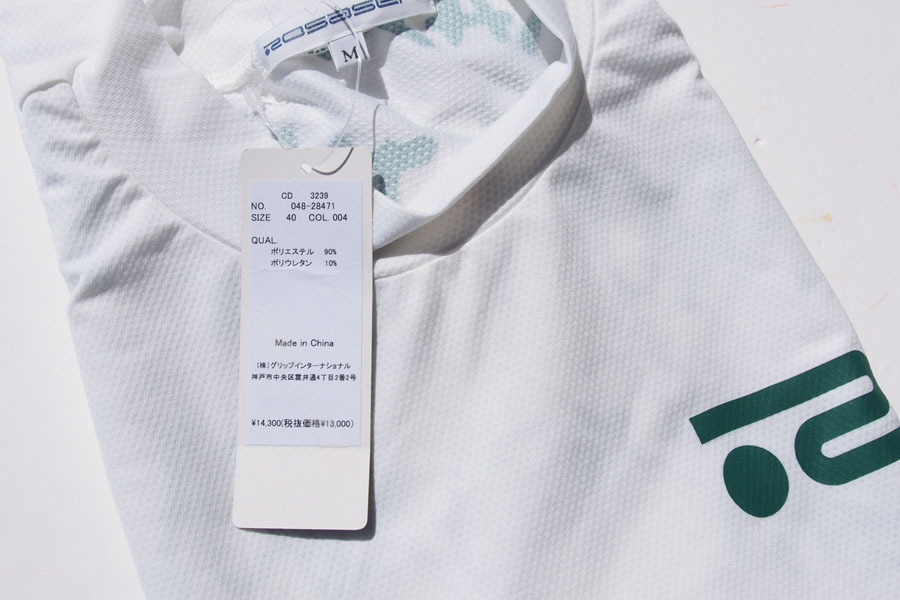 ROSASEN
M
CD 3239
NO. 048-28471
SIZE 40 COL. 004
QUAL.
ポリエステル 90%
ポリウレタン 10%
Made in China
(株)グリップインターナショナル
神戸市中央区雲井通4丁目2番2号
¥14,300(税抜価格¥13,000)